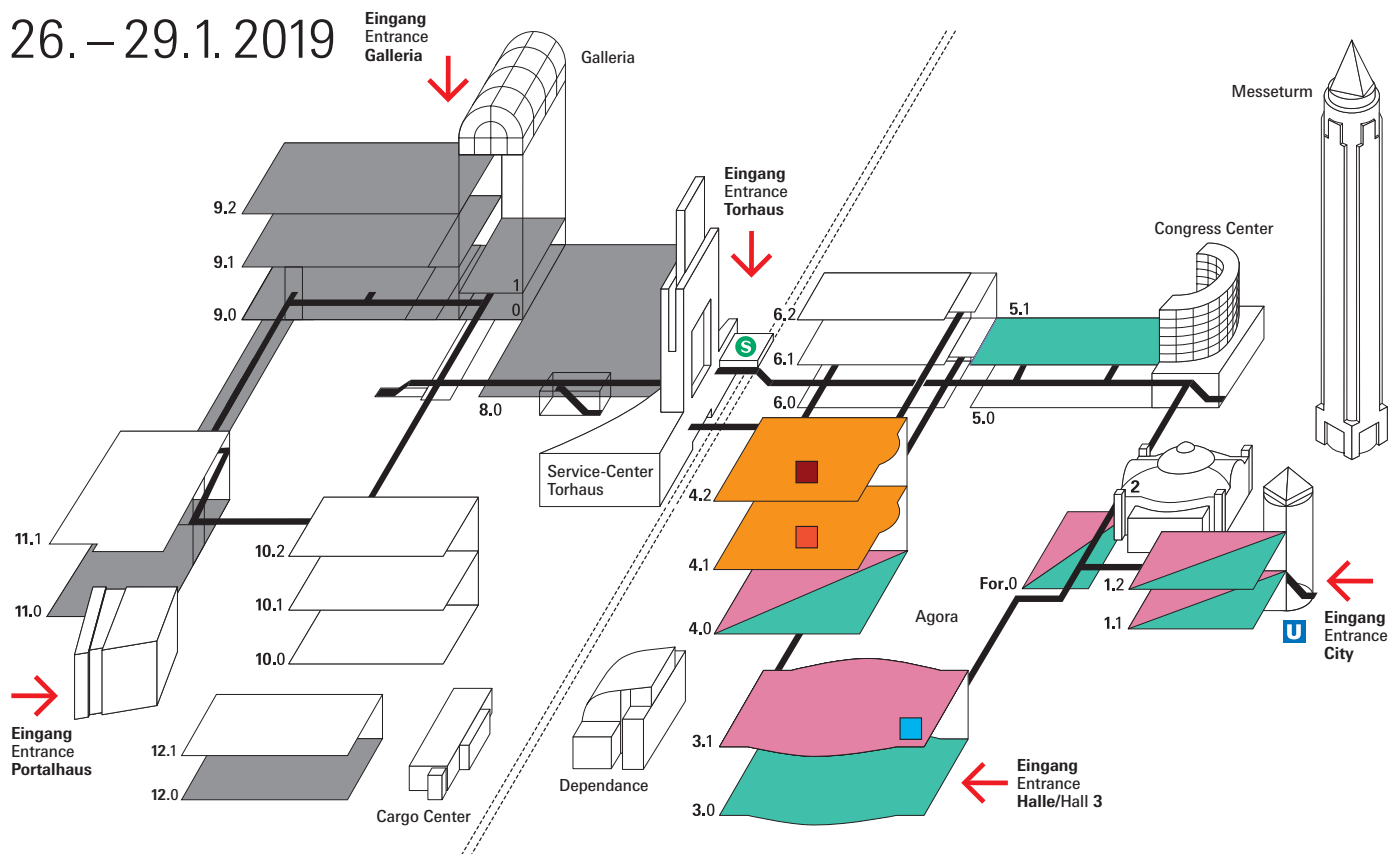 26. – 29.1. 2019
Eingang
Entrance
Galleria
Galleria
Messeturm
Eingang
Entrance
Torhaus
Congress Center
9.2
9.1
9.0
1
0
8.0
S
6.2
6.1
6.0
5.1
5.0
Service-Center
Torhaus
4.2
4.1
4.0
2
11.1
11.0
10.2
10.1
10.0
For.0
1.2
1.1
U
Eingang
Entrance
City
Agora
Eingang
Entrance
Portalhaus
12.1
12.0
Cargo Center
Dependance
3.1
3.0
Eingang
Entrance
Halle/Hall 3